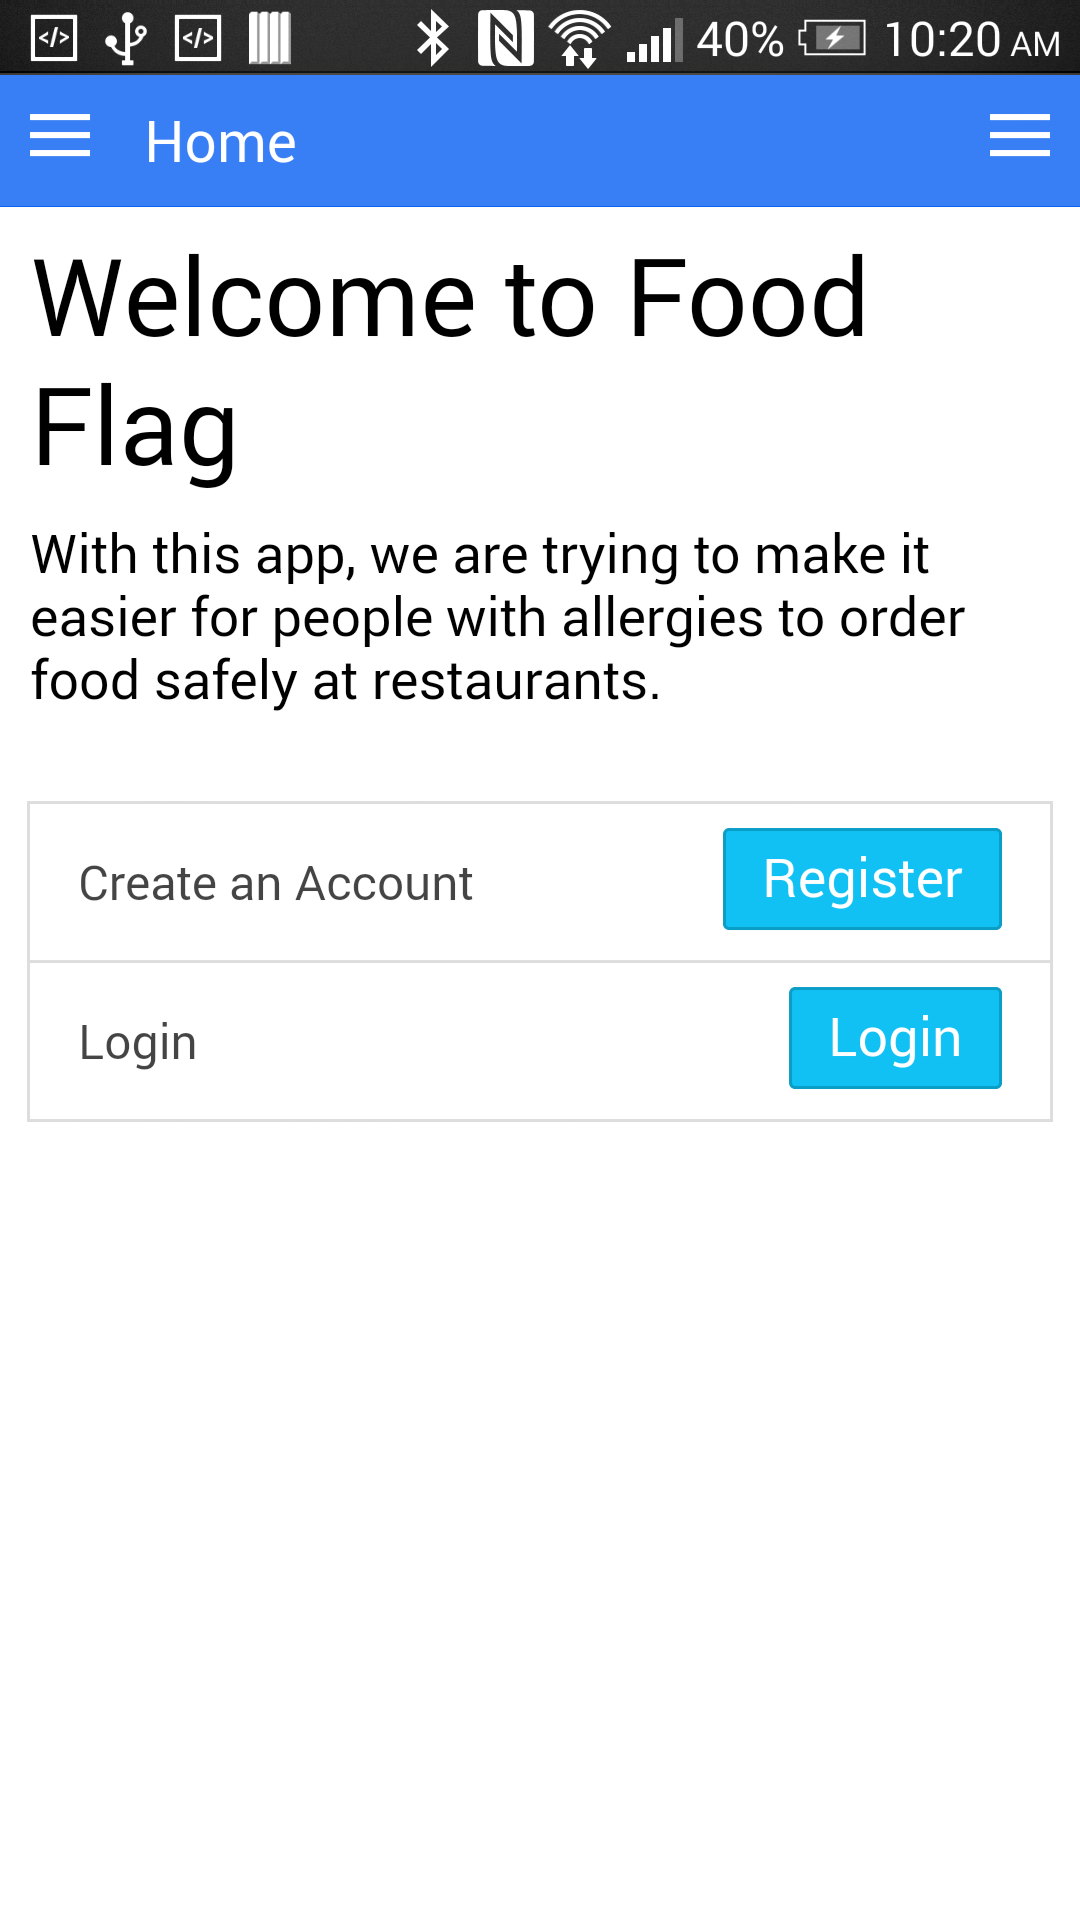 40% 10:20 AM
Home
Welcome to Food
Flag
With this app, we are trying to make it
easier for people with allergies to order
food safely at restaurants.
Create an Account Register
Login Login